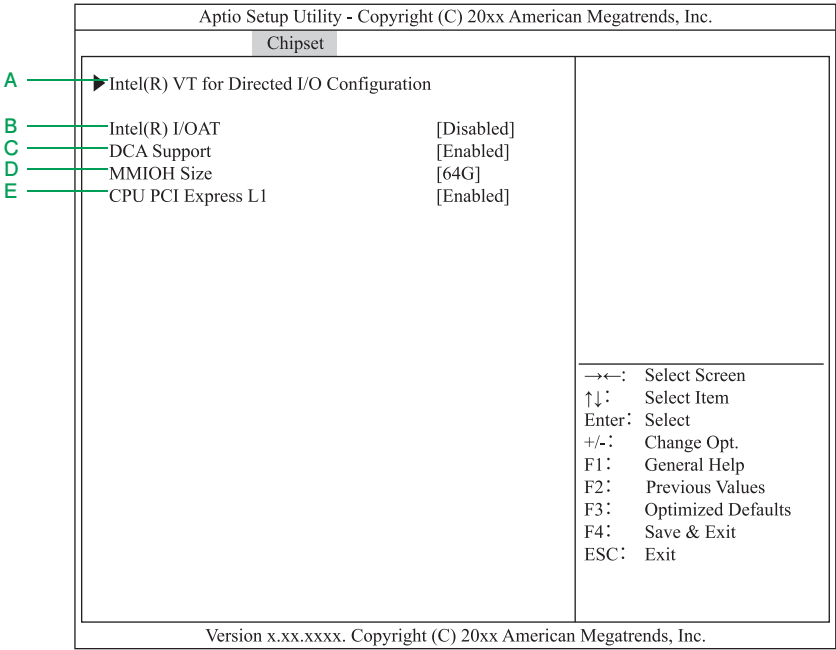 Aptio Setup Utility - Copyright (C) 20xx American Megatrends, Inc.
Chipset
A
Intel(R) VT for Directed I/O Configuration
B
Intel(R) I/OAT [Disabled]
C
DCA Support [Enabled]
D
MMIOH Size [64G]
E
CPU PCI Express L1 [Enabled]
→←: Select Screen
↑↓: Select Item
Enter: Select
+/-: Change Opt.
F1: General Help
F2: Previous Values
F3: Optimized Defaults
F4: Save & Exit
ESC: Exit
Version x.xx.xxxx. Copyright (C) 20xx American Megatrends, Inc.